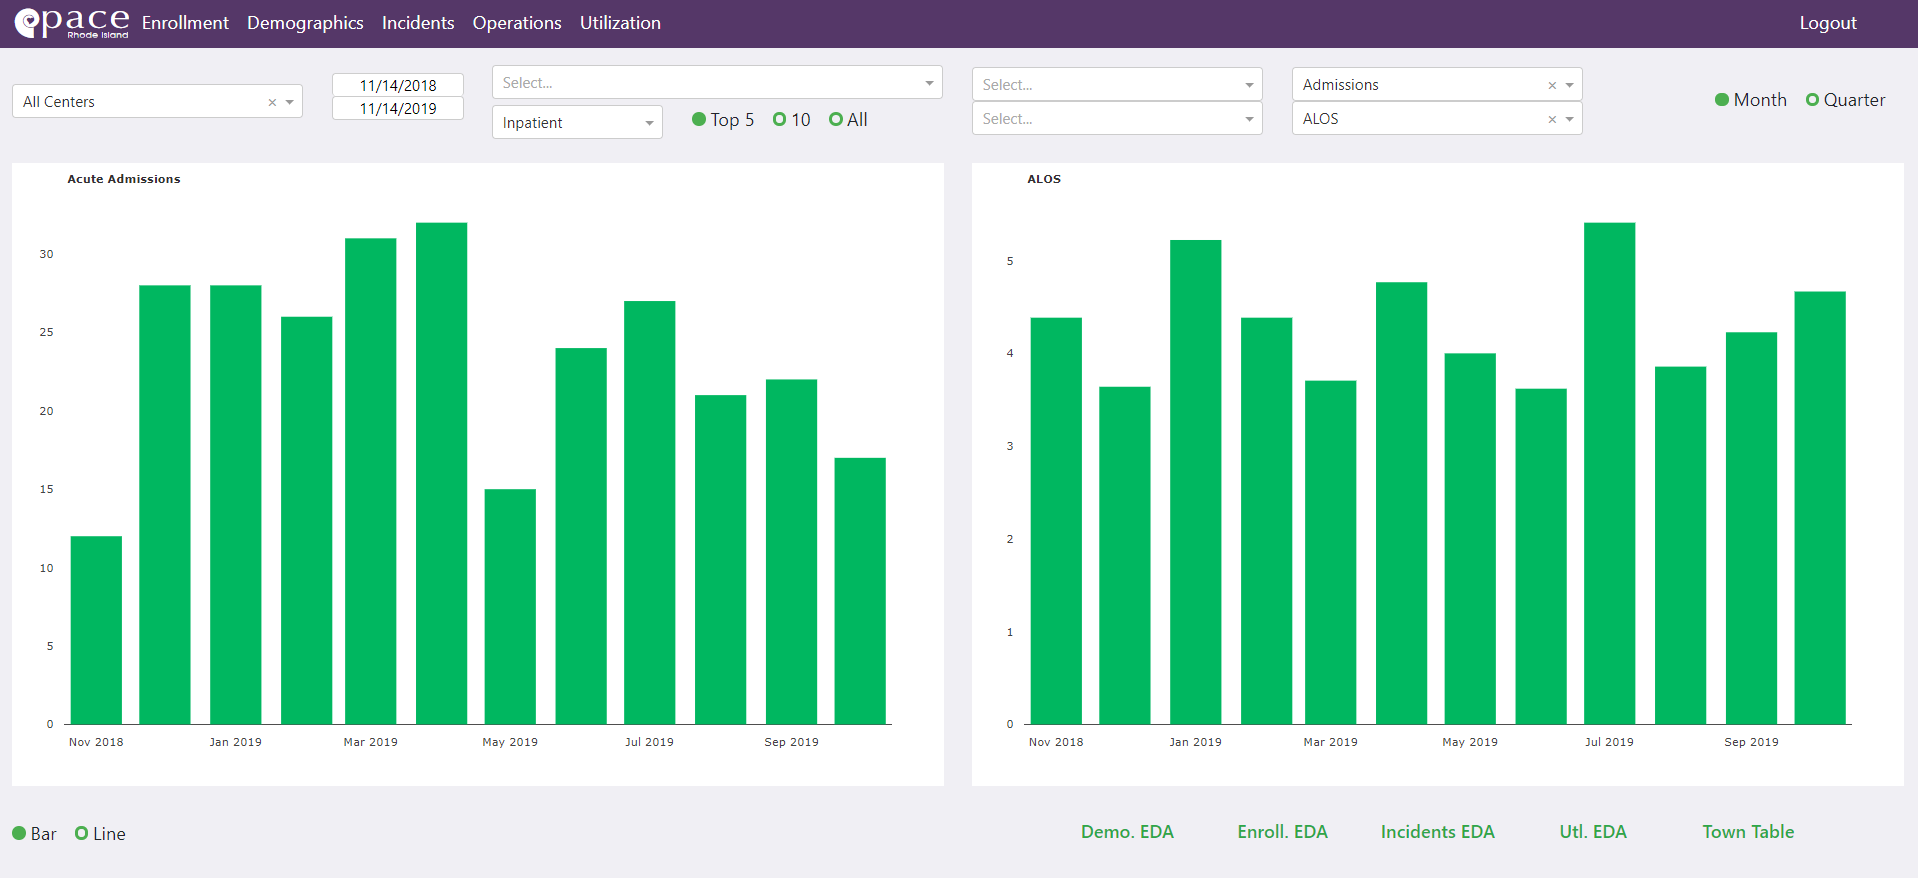 pace
Rhode Island
Enrollment Demographics Incidents Operations Utilization Logout
All Centers ×
11/14/2018
11/14/2019
Select...
Inpatient
Top 5 10 All
Select...
Select...
Admissions ×
ALOS ×
Month Quarter
Acute Admissions
30
25
20
15
10
5
0
Nov 2018 Jan 2019 Mar 2019 May 2019 Jul 2019 Sep 2019
ALOS
5
4
3
2
1
0
Nov 2018 Jan 2019 Mar 2019 May 2019 Jul 2019 Sep 2019
Bar Line
Demo. EDA Enroll. EDA Incidents EDA Utl. EDA Town Table